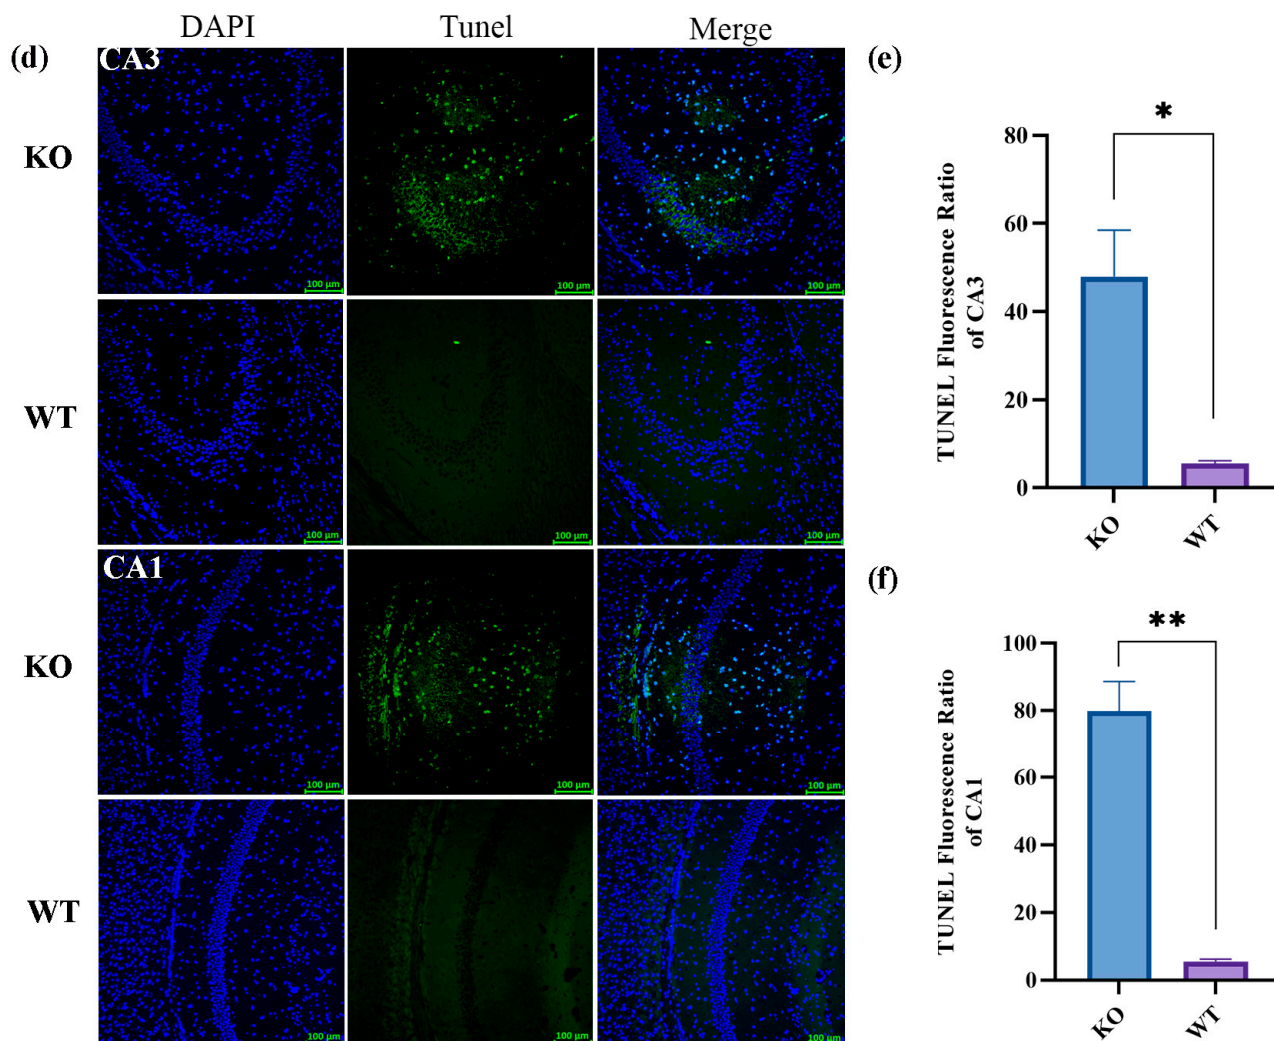 DAPI Tunel Merge
(d)
CA3
KO
100 µm 100 µm 100 µm
WT
100 µm 100 µm 100 µm
CA1
KO
100 µm 100 µm 100 µm
WT
100 µm 100 µm 100 µm
(e)
*
TUNEL Fluorescence Ratio
of CA3
80
60
40
20
0
KO WT
(f)
**
TUNEL Fluorescence Ratio
of CA1
100
80
60
40
20
0
KO WT